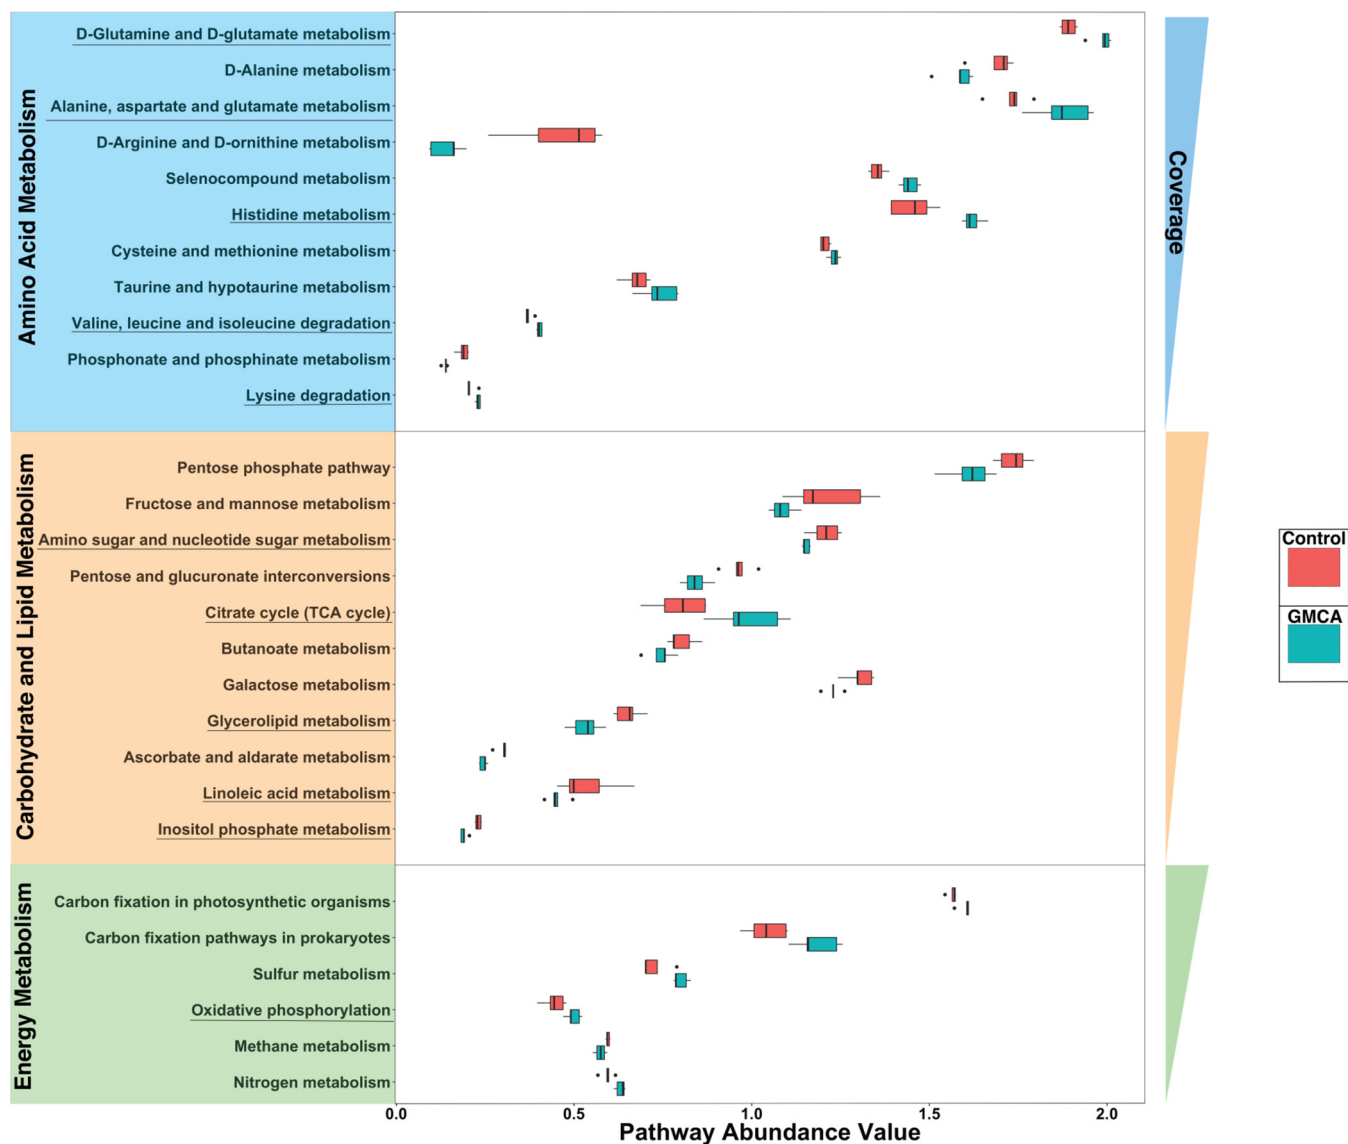 Amino Acid Metabolism
D-Glutamine and D-glutamate metabolism
D-Alanine metabolism
Alanine, aspartate and glutamate metabolism
D-Arginine and D-ornithine metabolism
Selenocompound metabolism
Histidine metabolism
Cysteine and methionine metabolism
Taurine and hypotaurine metabolism
Valine, leucine and isoleucine degradation
Phosphonate and phosphinate metabolism
Lysine degradation
Coverage
Carbohydrate and Lipid Metabolism
Pentose phosphate pathway
Fructose and mannose metabolism
Amino sugar and nucleotide sugar metabolism
Pentose and glucuronate interconversions
Citrate cycle (TCA cycle)
Butanoate metabolism
Galactose metabolism
Glycerolipid metabolism
Ascorbate and aldarate metabolism
Linoleic acid metabolism
Inositol phosphate metabolism
Control
GMCA
Energy Metabolism
Carbon fixation in photosynthetic organisms
Carbon fixation pathways in prokaryotes
Sulfur metabolism
Oxidative phosphorylation
Methane metabolism
Nitrogen metabolism
0.0 0.5 1.0 1.5 2.0
Pathway Abundance Value